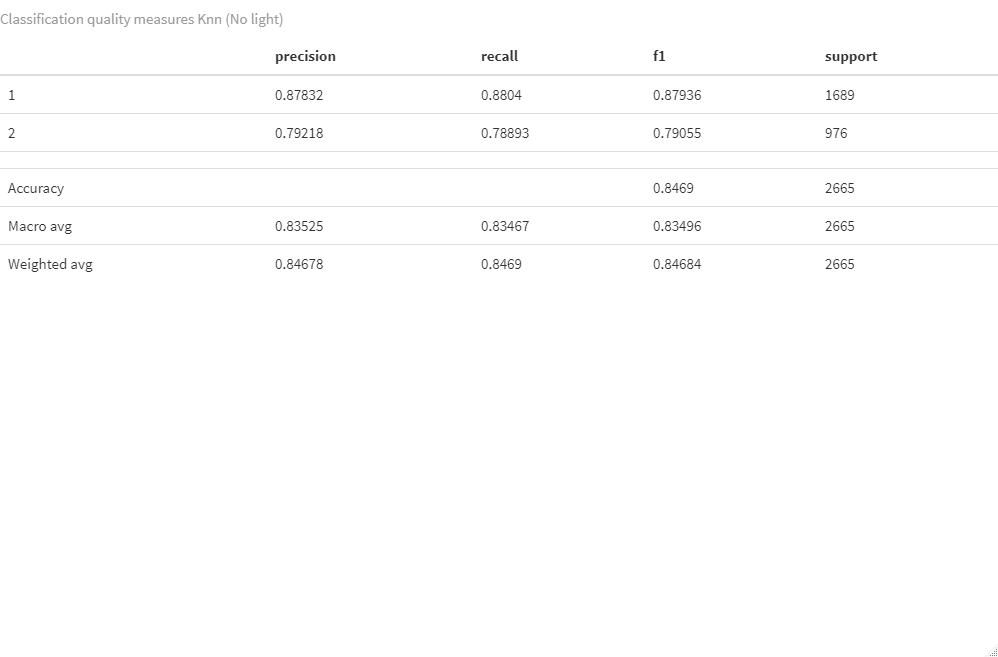 Classification quality measures Knn (No light)
precision recall f1 support
1 0.87832 0.8804 0.87936 1689
2 0.79218 0.78893 0.79055 976
Accuracy 0.8469 2665
Macro avg 0.83525 0.83467 0.83496 2665
Weighted avg 0.84678 0.8469 0.84684 2665